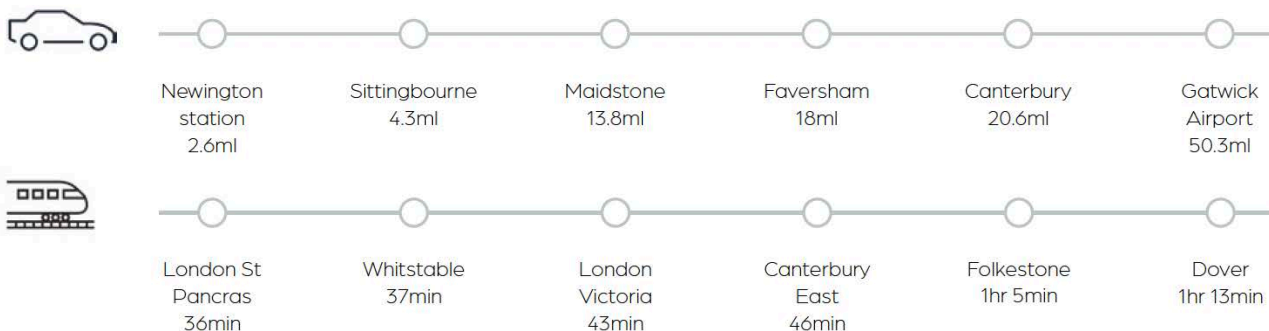 Newington
station
2.6ml
Sittingbourne
4.3ml
Maidstone
13.8ml
Faversham
18ml
Canterbury
20.6ml
Gatwick
Airport
50.3ml
London St
Pancras
36min
Whitstable
37min
London
Victoria
43min
Canterbury
East
46min
Folkestone
1hr 5min
Dover
1hr 13min